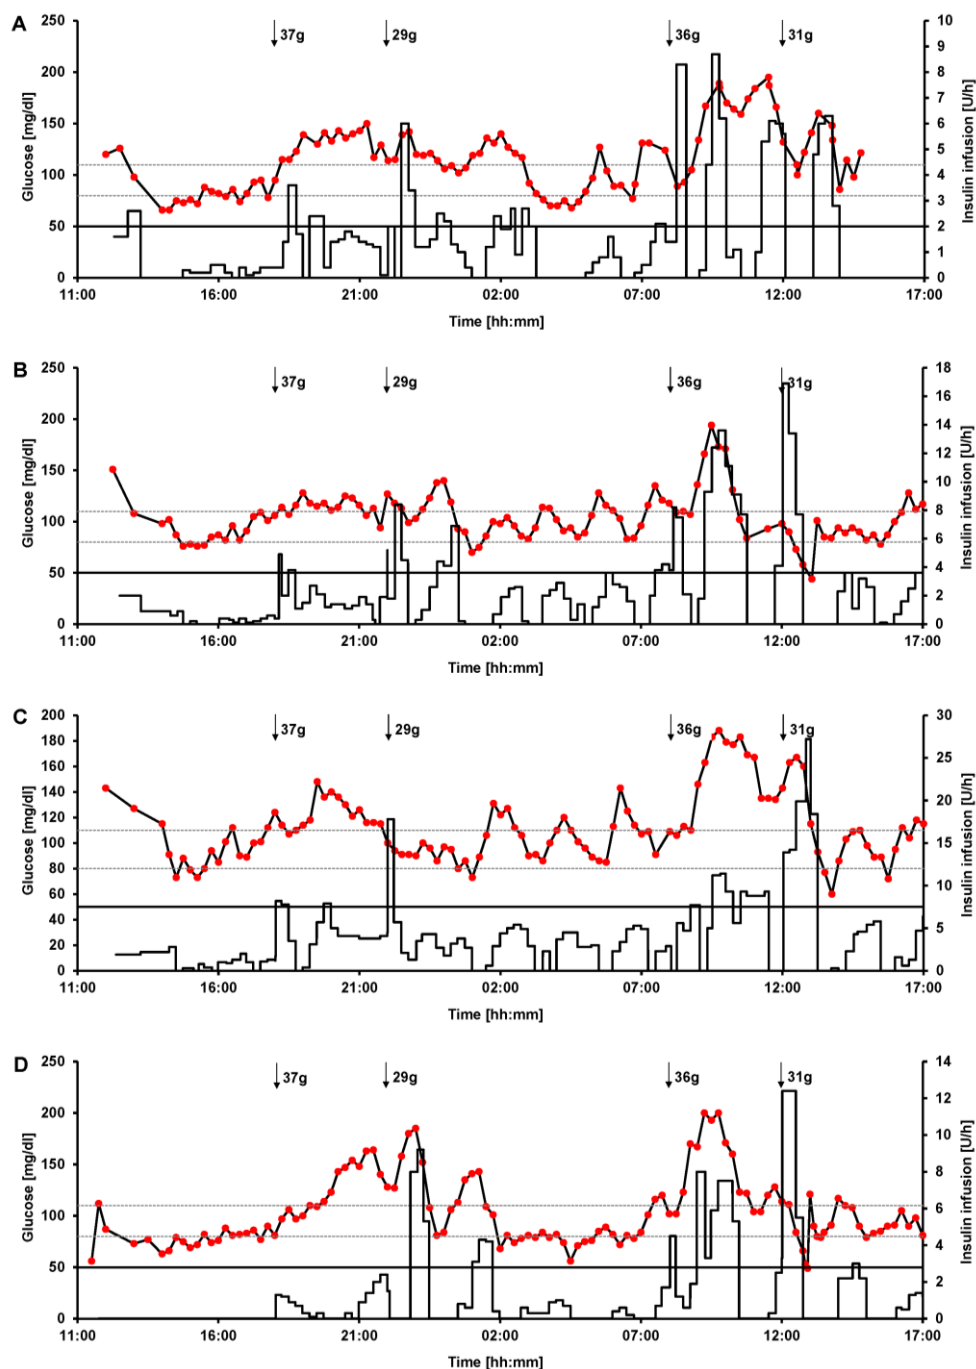 A
37g 29g 36g 31g
Glucose [mg/dl]
250
200
150
100
50
0
10
9
8
7
6
5
4
3
2
1
0
Insulin infusion [U/h]
11:00 16:00 21:00 02:00 07:00 12:00 17:00
Time [hh:mm]
B
37g 29g 36g 31g
Glucose [mg/dl]
250
200
150
100
50
0
18
16
14
12
10
8
6
4
2
0
Insulin infusion [U/h]
11:00 16:00 21:00 02:00 07:00 12:00 17:00
Time [hh:mm]
C
37g 29g 36g 31g
Glucose [mg/dl]
200
180
160
140
120
100
80
60
40
20
0
30
25
20
15
10
5
0
Insulin infusion [U/h]
11:00 16:00 21:00 02:00 07:00 12:00 17:00
Time [hh:mm]
D
37g 29g 36g 31g
Glucose [mg/dl]
250
200
150
100
50
0
14
12
10
8
6
4
2
0
Insulin infusion [U/h]
11:00 16:00 21:00 02:00 07:00 12:00 17:00
Time [hh:mm]